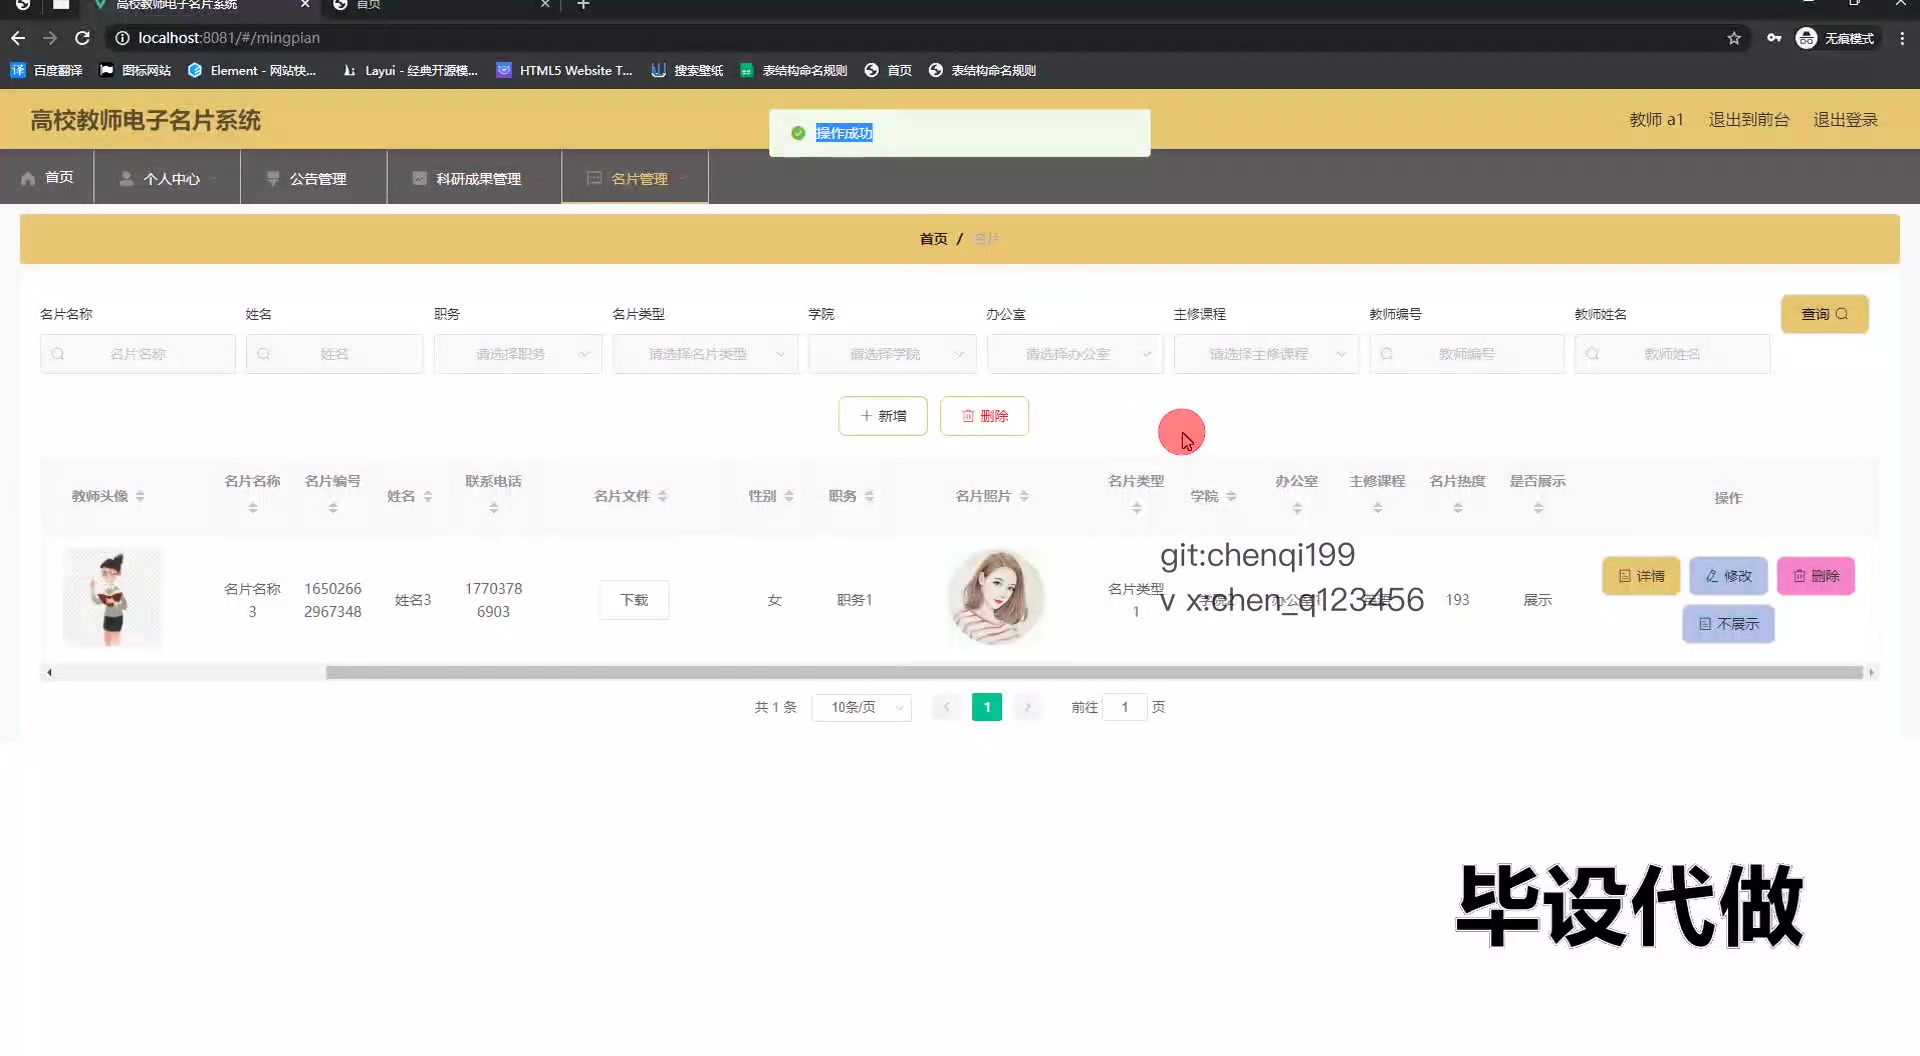 高校教师电子名片系统
首页
localhost:8081/#/mingpian
无痕模式
百度翻译
图标网站
Element - 网站快...
Layui - 经典开源模...
HTML5 Website T...
搜索壁纸
表结构命名规则
首页
表结构命名规则
高校教师电子名片系统
操作成功
教师 a1
退出到前台
退出登录
首页
个人中心
公告管理
科研成果管理
名片管理
首页 / 名片
名片名称
姓名
职务
名片类型
学院
办公室
主修课程
教师编号
教师姓名
查询
名片名称
姓名
请选择职务
请选择名片类型
请选择学院
请选择办公室
请选择主修课程
教师编号
教师姓名
新增
删除
教师头像
名片名称
名片编号
姓名
联系电话
名片文件
性别
职务
名片照片
名片类型
学院
办公室
主修课程
名片热度
是否展示
操作
名片名称
3
1650266
2967348
姓名3
1770378
6903
下载
女
职务1
名片类型
1
193
展示
详情
修改
删除
不展示
git:chenqi199
v x:chen_q123456
共 1 条
10条/页
1
前往
1
页
毕设代做